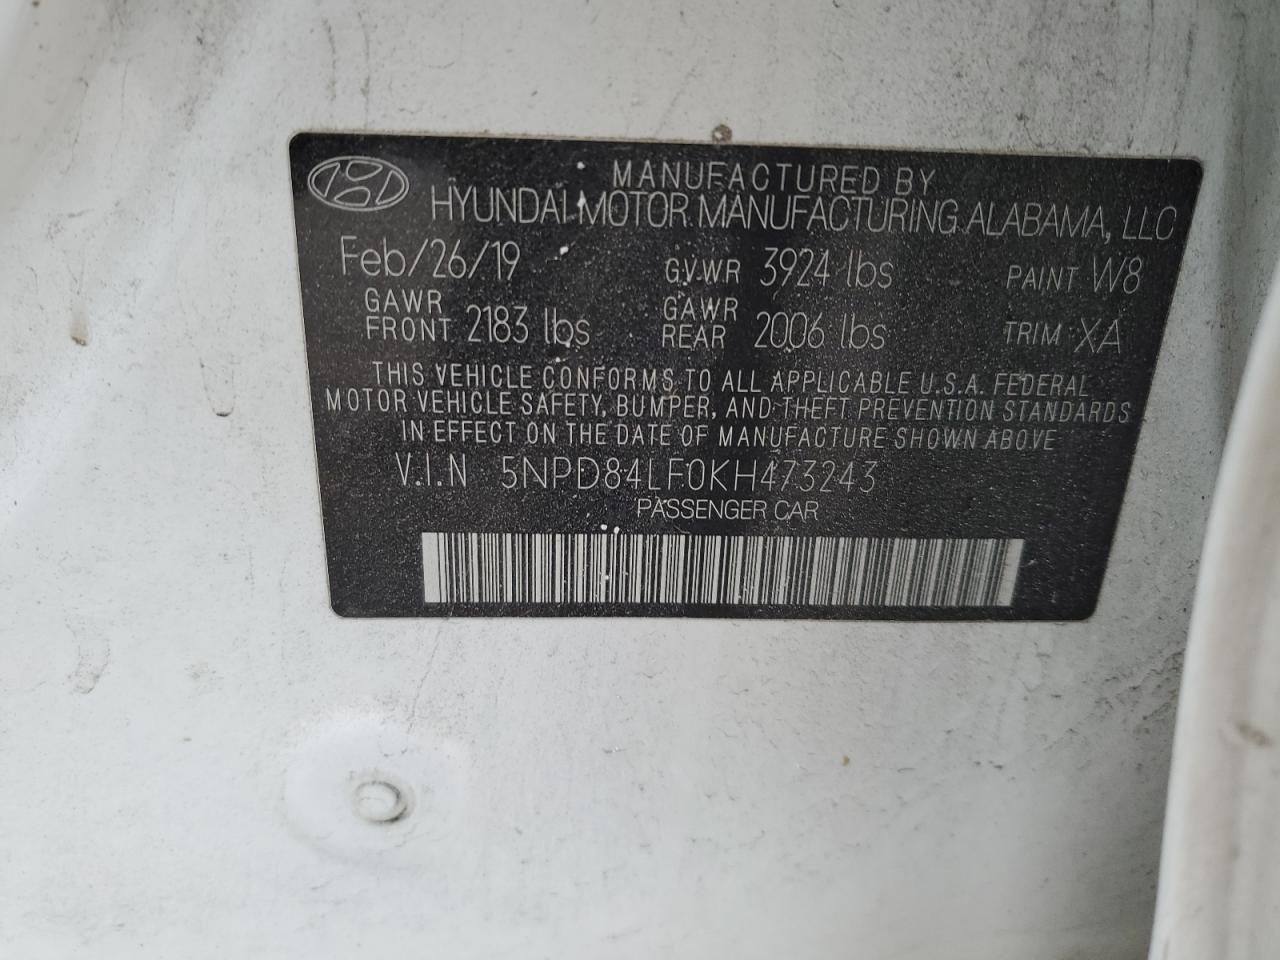 MANUFACTURED BY
HYUNDAI MOTOR MANUFACTURING ALABAMA, LLC
Feb/26/19 GVWR 3924 lbs PAINT W8
GAWR FRONT 2183 lbs GAWR REAR 2006 lbs TRIM XA
THIS VEHICLE CONFORMS TO ALL APPLICABLE U.S.A. FEDERAL
MOTOR VEHICLE SAFETY, BUMPER, AND THEFT PREVENTION STANDARDS
IN EFFECT ON THE DATE OF MANUFACTURE SHOWN ABOVE
V.I.N 5NPD84LF0KH473243
PASSENGER CAR